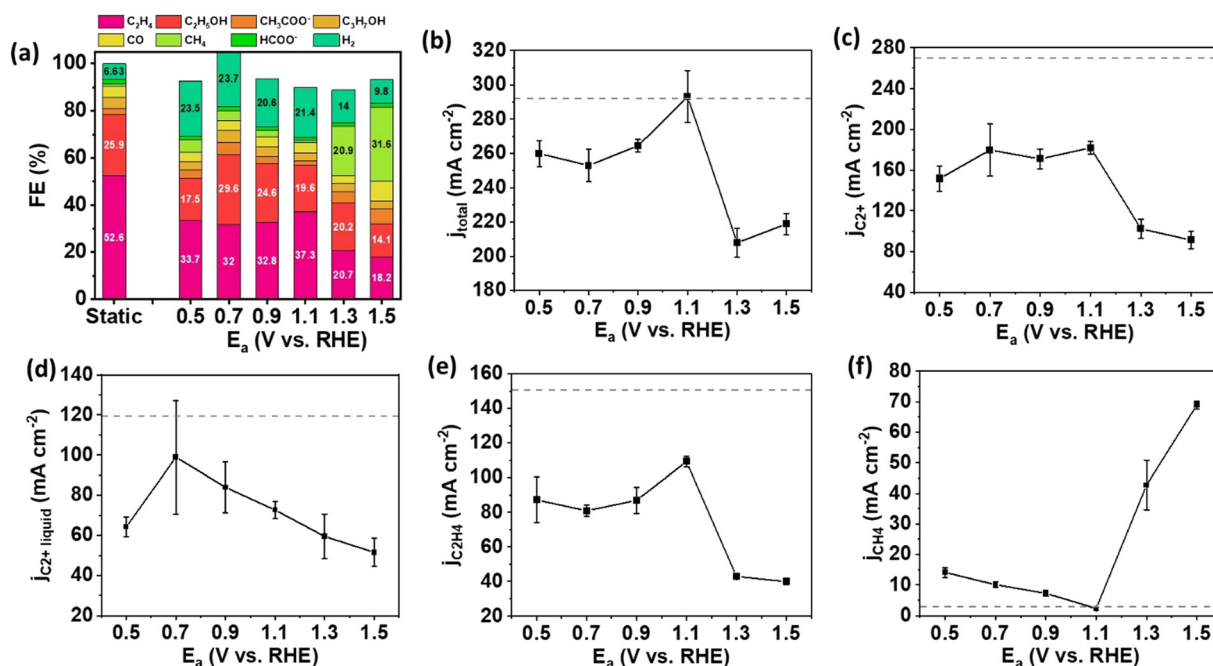 C₂H₄ C₂H₅OH CH₃COO⁻ C₃H₇OH
CO CH₄ HCOO⁻ H₂
(a)
FE (%)
100
80
60
40
20
0
6.63
25.9
52.6
23.5
17.5
33.7
23.7
29.6
32
20.6
24.6
32.8
21.4
19.6
37.3
14
20.9
20.2
20.7
9.8
31.6
14.1
18.2
Static 0.5 0.7 0.9 1.1 1.3 1.5
Eₐ (V vs. RHE)
(b)
j_total (mA cm⁻²)
320
300
280
260
240
220
200
180
0.5 0.7 0.9 1.1 1.3 1.5
Eₐ (V vs. RHE)
(c)
j_C2+ (mA cm⁻²)
280
240
200
160
120
80
40
0.5 0.7 0.9 1.1 1.3 1.5
Eₐ (V vs. RHE)
(d)
j_C2+ liquid (mA cm⁻²)
140
120
100
80
60
40
20
0.5 0.7 0.9 1.1 1.3 1.5
Eₐ (V vs. RHE)
(e)
j_C2H4 (mA cm⁻²)
160
140
120
100
80
60
40
20
0.5 0.7 0.9 1.1 1.3 1.5
Eₐ (V vs. RHE)
(f)
j_CH4 (mA cm⁻²)
80
70
60
50
40
30
20
10
0
0.5 0.7 0.9 1.1 1.3 1.5
Eₐ (V vs. RHE)